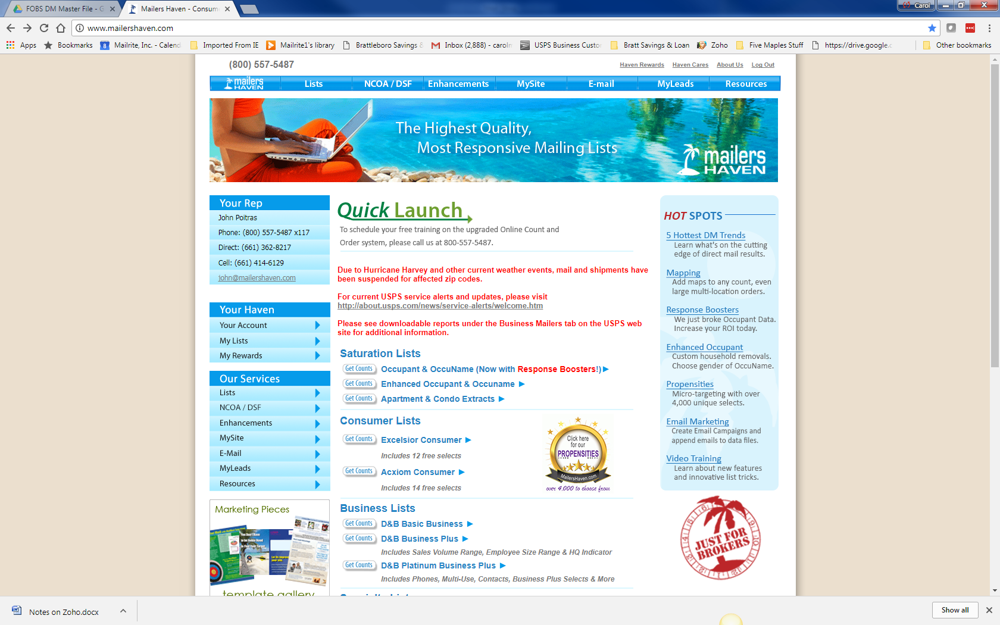 FOBS DM Master File - G
Mailers Haven - Consum
Carol
www.mailershaven.com
Apps
Bookmarks
8
Mailrite, Inc. - Calend
Imported From IE
Mailrite1's library
Brattleboro Savings &
Inbox (2,888) - carolm
USPS Business Custo
Bratt Savings & Loan
Zoho
Five Maples Stuff
https://drive.google.c
Other bookmarks
(800) 557-5487
Haven Rewards
Haven Cares
About Us
Log Out
mailers
HAVEN
Lists
NCOA / DSF
Enhancements
MySite
E-mail
MyLeads
Resources
The Highest Quality,
Most Responsive Mailing Lists
mailers
HAVEN
Your Rep
John Poitras
Phone: (800) 557-5487 x117
Direct: (661) 362-8217
Cell: (661) 414-6129
john@mailershaven.com
Your Haven
Your Account
My Lists
My Rewards
Our Services
Lists
NCOA / DSF
Enhancements
MySite
E-Mail
MyLeads
Resources
Marketing Pieces
template gallery
Quick Launch
To schedule your free training on the upgraded Online Count and
Order system, please call us at 800-557-5487.
Due to Hurricane Harvey and other current weather events, mail and shipments have
been suspended for affected zip codes.
For current USPS service alerts and updates, please visit
http://about.usps.com/news/service-alerts/welcome.htm
Please see downloadable reports under the Business Mailers tab on the USPS web
site for additional information.
Saturation Lists
Get Counts Occupant & OccuName (Now with Response Boosters!)
Get Counts Enhanced Occupant & Occuname
Get Counts Apartment & Condo Extracts
Consumer Lists
Get Counts Excelsior Consumer
Includes 12 free selects
Get Counts Acxiom Consumer
Includes 14 free selects
Click here
for our
PROPENSITIES
MailersHaven.com
over 4,000 to choose from
Business Lists
Get Counts D&B Basic Business
Get Counts D&B Business Plus
Includes Sales Volume Range, Employee Size Range & HQ Indicator
Get Counts D&B Platinum Business Plus
Includes Phones, Multi-Use, Contacts, Business Plus Selects & More
HOT SPOTS
5 Hottest DM Trends
Learn what's on the cutting
edge of direct mail results.
Mapping
Add maps to any count, even
large multi-location orders.
Response Boosters
We just broke Occupant Data.
Increase your ROI today.
Enhanced Occupant
Custom household removals.
Choose gender of OccuName.
Propensities
Micro-targeting with over
4,000 unique selects.
Email Marketing
Create Email Campaigns and
append emails to data files.
Video Training
Learn about new features
and innovative list tricks.
JUST FOR
BROKERS
Notes on Zoho.docx
Show all